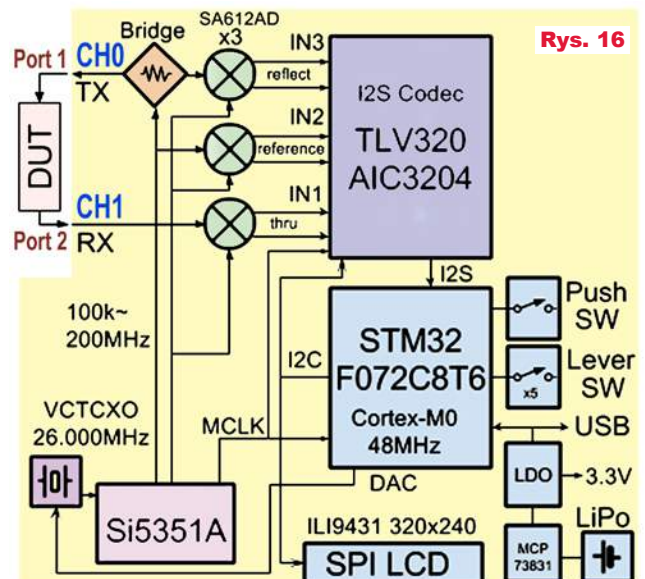 SA612AD
x3
Bridge
Rys. 16
Port 1
CH0
TX
IN3
reflect
I2S Codec
TLV320
AIC3204
IN2
reference
DUT
CH1
IN1
thru
Port 2
RX
I2S
100k~
200MHz
Push
SW
STM32
F072C8T6
I2C
Lever
SW
x5
Cortex-M0
48MHz
VCTCXO
26.000MHz
MCLK
USB
LDO
3.3V
DAC
Si5351A
LiPo
ILI9431 320x240
SPI LCD
MCP
73831